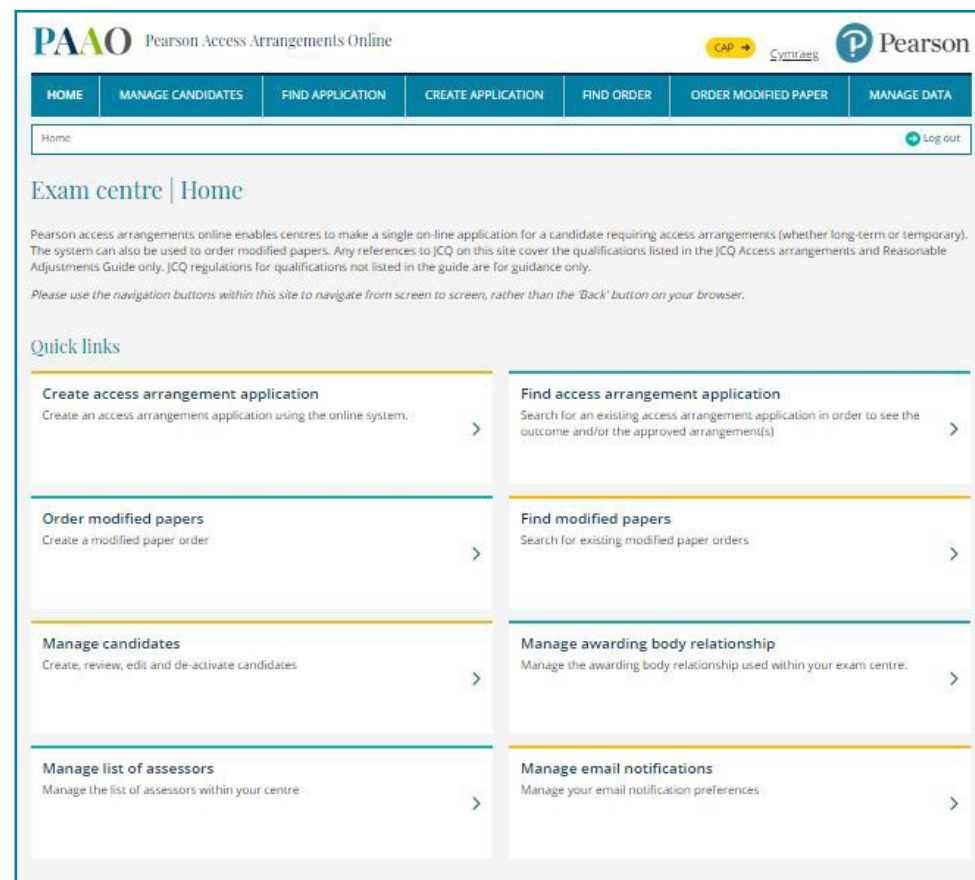 PAAO Pearson Access Arrangements Online
CAP
Cymraeg
Pearson
HOME MANAGE CANDIDATES FIND APPLICATION CREATE APPLICATION FIND ORDER ORDER MODIFIED PAPER MANAGE DATA
Home
Log out
Exam centre | Home
Pearson access arrangements online enables centres to make a single on-line application for a candidate requiring access arrangements (whether long-term or temporary).
The system can also be used to order modified papers. Any references to JCQ on this site cover the qualifications listed in the JCQ Access arrangements and Reasonable
Adjustments Guide only. JCQ regulations for qualifications not listed in the guide are for guidance only.
Please use the navigation buttons within this site to navigate from screen to screen, rather than the 'Back' button on your browser.
Quick links
Create access arrangement application
Create an access arrangement application using the online system.
Find access arrangement application
Search for an existing access arrangement application in order to see the
outcome and/or the approved arrangement(s)
Order modified papers
Create a modified paper order
Find modified papers
Search for existing modified paper orders
Manage candidates
Create, review, edit and de-activate candidates
Manage awarding body relationship
Manage the awarding body relationship used within your exam centre.
Manage list of assessors
Manage the list of assessors within your centre
Manage email notifications
Manage your email notification preferences